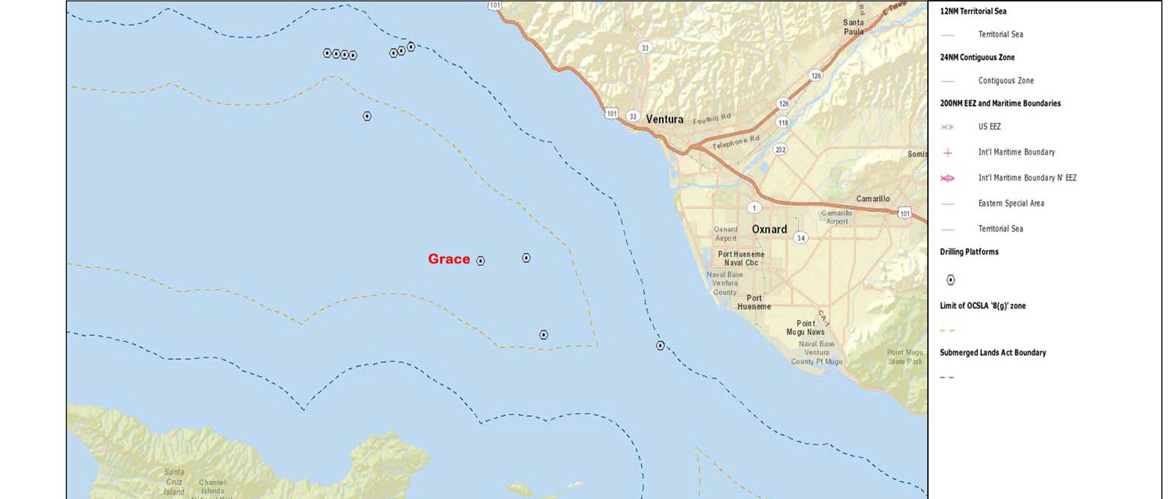 101
33
Santa
Paula
126
101
33
Ventura
Foothill Rd
126
118
Telephone Rd
232
Somis
Camarillo
1
Camarillo
Airport
101
Oxnard
Airport
Oxnard
34
Grace
Port Hueneme
Naval Cbc
Naval Base
Ventura
County
Port
Hueneme
CA-1
Point
Mugu Naws
Naval Base
Ventura
County Pt Mugu
Point Mugu
State Park
Santa
Cruz
Island
Channel
Islands
12NM Territorial Sea
Territorial Sea
24NM Contiguous Zone
Contiguous Zone
200NM EEZ and Maritime Boundaries
US EEZ
Int'l Maritime Boundary
Int'l Maritime Boundary N' EEZ
Eastern Special Area
Territorial Sea
Drilling Platforms
Limit of OCSLA '8(g)' zone
Submerged Lands Act Boundary